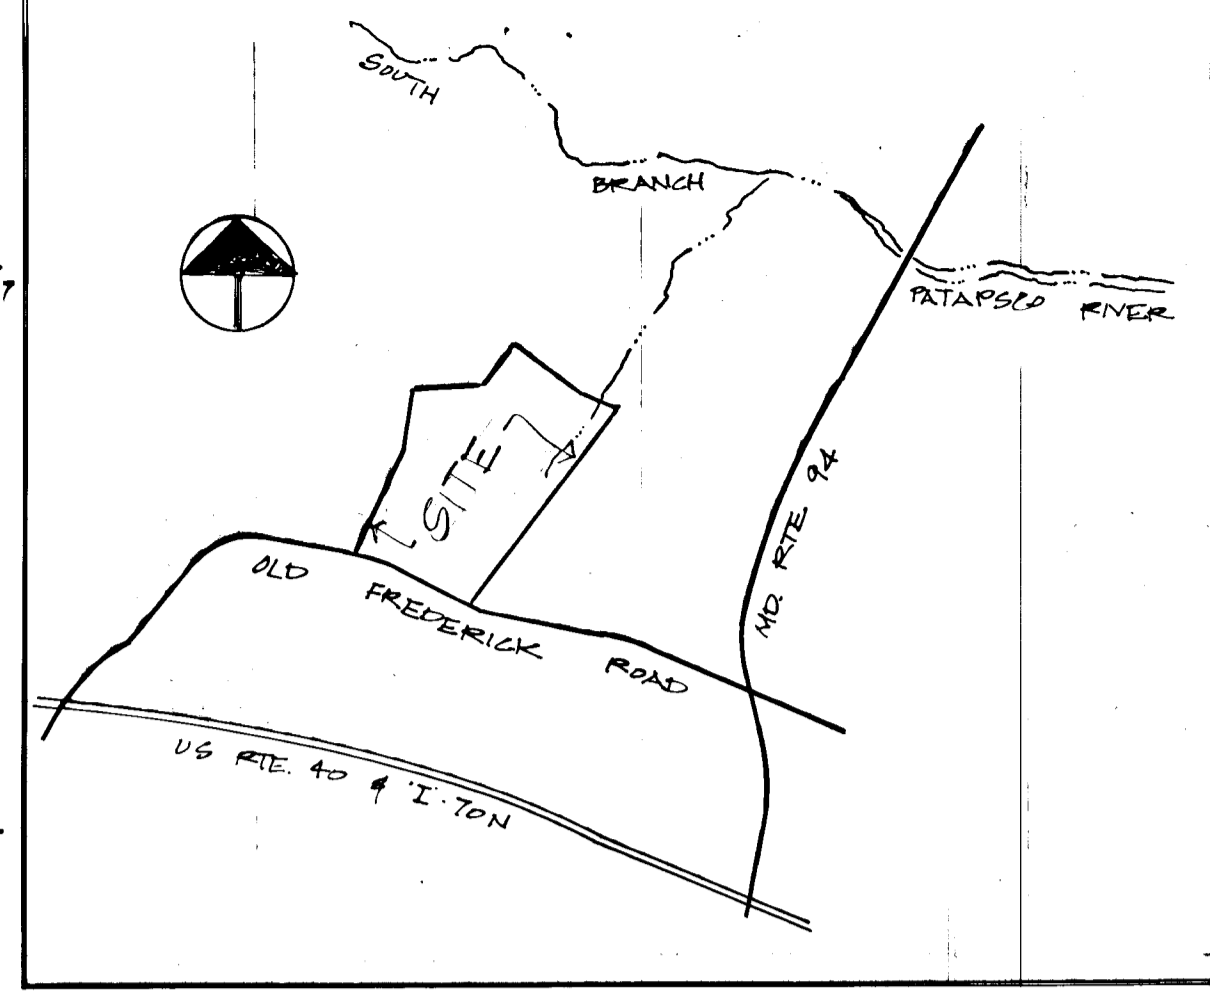 SOUTH
BRANCH
PATAPSCO RIVER
SITE
MD. RTE. 94
OLD FREDERICK ROAD
US RTE. 40 & I-70N